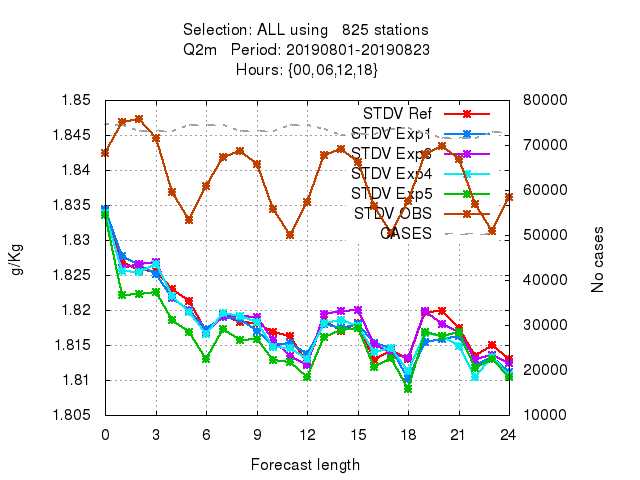 Selection: ALL using   825 stations
Q2m   Period: 20190801-20190823
Hours: {00,06,12,18}
1.85
1.845
1.84
1.835
1.83
1.825
1.82
1.815
1.81
1.805
g/Kg
80000
70000
60000
50000
40000
30000
20000
10000
No cases
STDV Ref
STDV Exp1
STDV Exp3
STDV Exp4
STDV Exp5
STDV OBS
CASES
0 3 6 9 12 15 18 21 24
Forecast length